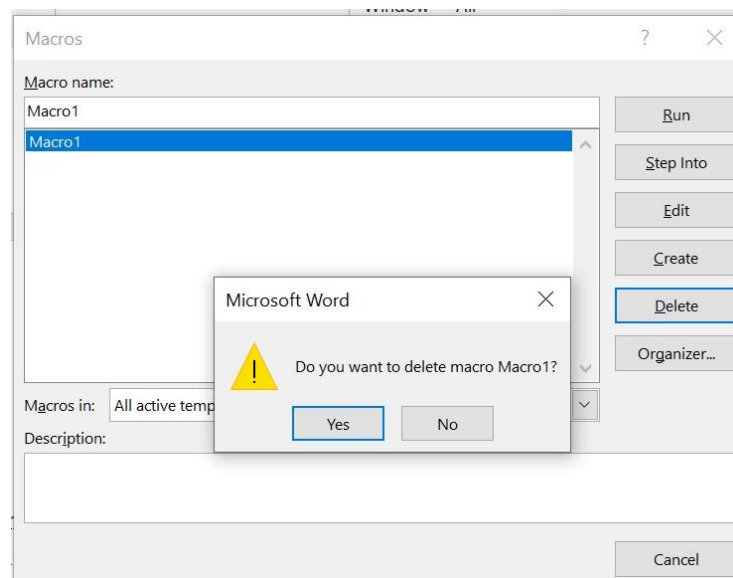 Macros
?
Macro name:
Macro1
Macro1
Run
Step Into
Edit
Create
Delete
Organizer...
Microsoft Word
Do you want to delete macro Macro1?
Yes
No
Macros in:
All active temp
Description:
Cancel